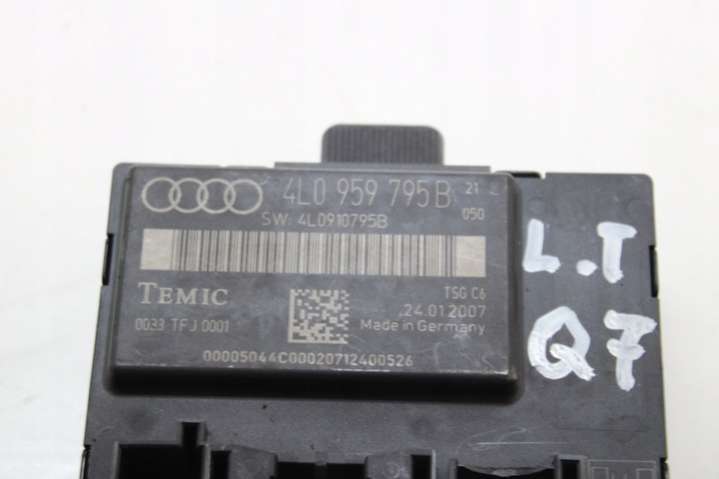 4L0 959 795 B 21
050
SW: 4L0910795B
TEMIC
TSG C6
24.01.2007
0033 TFJ 0001
Made in Germany
00005044C00020712400526
L.T
Q7